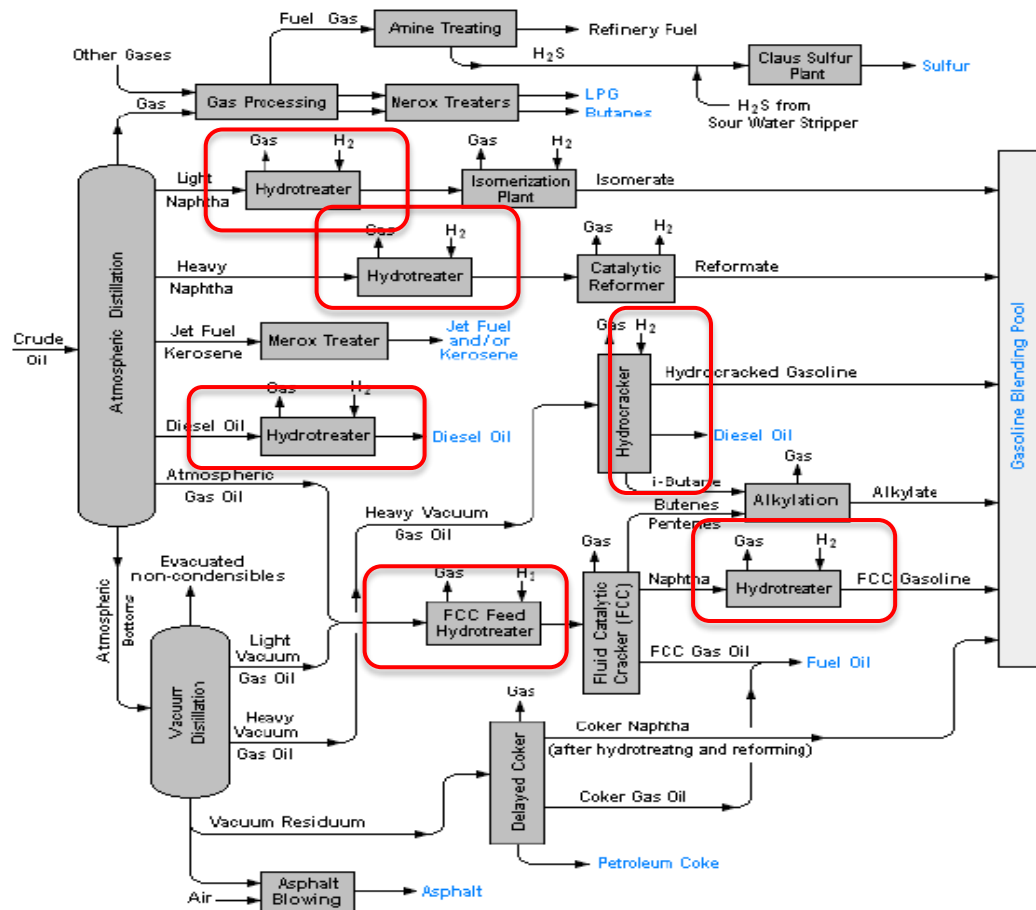 Fuel Gas
Amine Treating
Refinery Fuel
Other Gases
H2S
Claus Sulfur
Plant
Sulfur
Gas
Gas Processing
Merox Treaters
LPG
Butanes
H2S from
Sour Water Stripper
Gas
H2
Light
Naphtha
Hydrotreater
Gas
H2
Isomerization
Plant
Isomerate
Gas
H2
Heavy
Naphtha
Hydrotreater
Gas
H2
Catalytic
Reformer
Reformate
Crude
Oil
Atmospheric Distillation
Jet Fuel
Kerosene
Merox Treater
Jet Fuel
and/or
Kerosene
Gas
H2
Hydrocracker
Hydrocracked Gasoline
Diesel Oil
i-Butane
Gasoline Blending Pool
Gas
H2
Diesel Oil
Hydrotreater
Diesel Oil
Atmospheric
Gas Oil
Heavy Vacuum
Gas Oil
Butenes
Pentenes
Gas
Alkylation
Alkylate
Atmospheric
Bottoms
Evacuated
non-condensibles
Gas
H1
FCC Feed
Hydrotreater
Gas
Fluid Catalytic
Cracker (FCC)
Naphtha
Gas
H2
Hydrotreater
FCC Gasoline
Light
Vacuum
Gas Oil
FCC Gas Oil
Fuel Oil
Vacuum
Distillation
Heavy
Vacuum
Gas Oil
Gas
Delayed Coker
Coker Naphtha
(after hydrotreatng and reforming)
Coker Gas Oil
Vacuum Residuum
Petroleum Coke
Air
Asphalt
Blowing
Asphalt